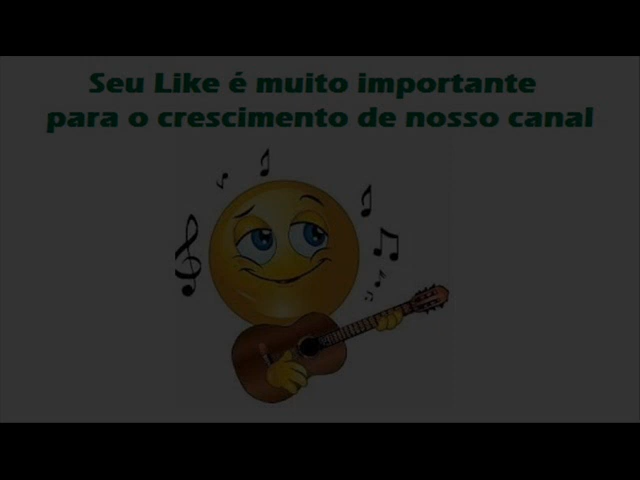 Seu Like é muito importante
para o crescimento de nosso canal